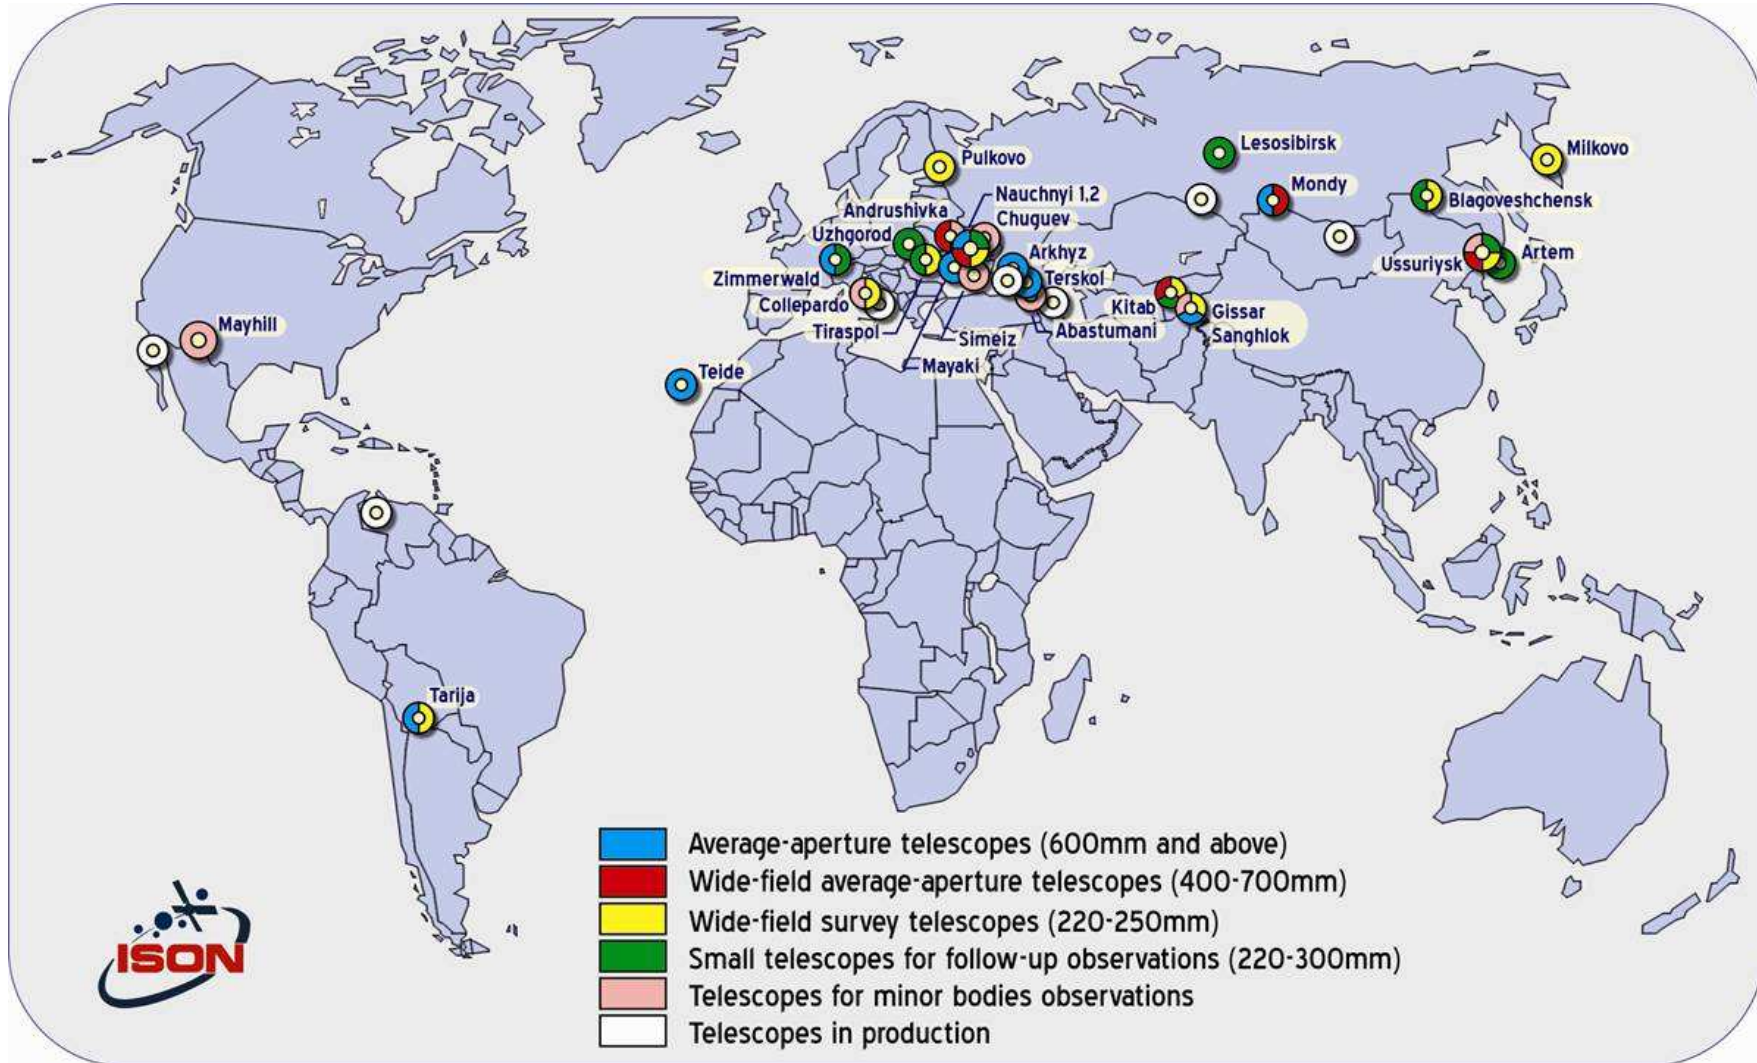 Lesosibirsk
Milkovo
Pulkovo
Mondy
Nauchnyi 1,2
Blagoveshchensk
Andrushivka
Chuguev
Uzhgorod
Arkhyz
Artem
Ussuriysk
Zimmerwald
Terskol
Collepardo
Kitab
Gissar
Tiraspol
Simeiz
Abastumani
Sanghlok
Mayhill
Mayaki
Teide
Tarija
Average-aperture telescopes (600mm and above)
Wide-field average-aperture telescopes (400-700mm)
Wide-field survey telescopes (220-250mm)
Small telescopes for follow-up observations (220-300mm)
Telescopes for minor bodies observations
Telescopes in production
ISON